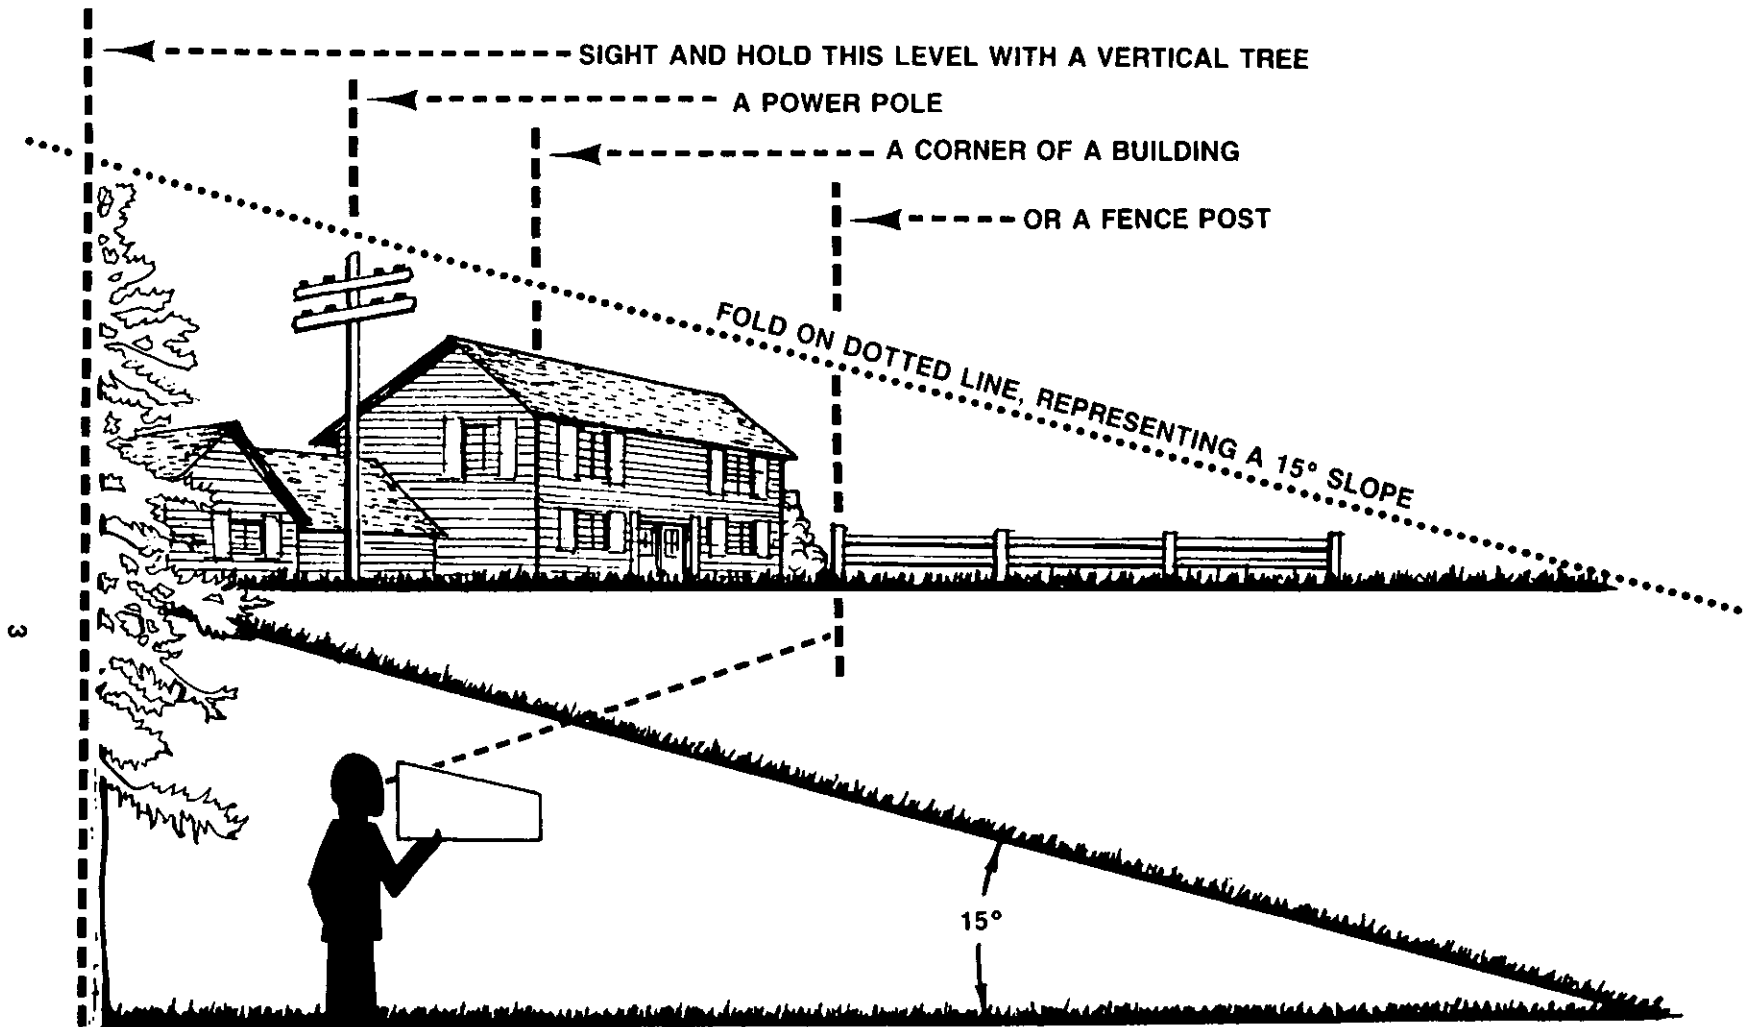 SIGHT AND HOLD THIS LEVEL WITH A VERTICAL TREE
A POWER POLE
A CORNER OF A BUILDING
OR A FENCE POST
FOLD ON DOTTED LINE, REPRESENTING A 15° SLOPE
3
15°